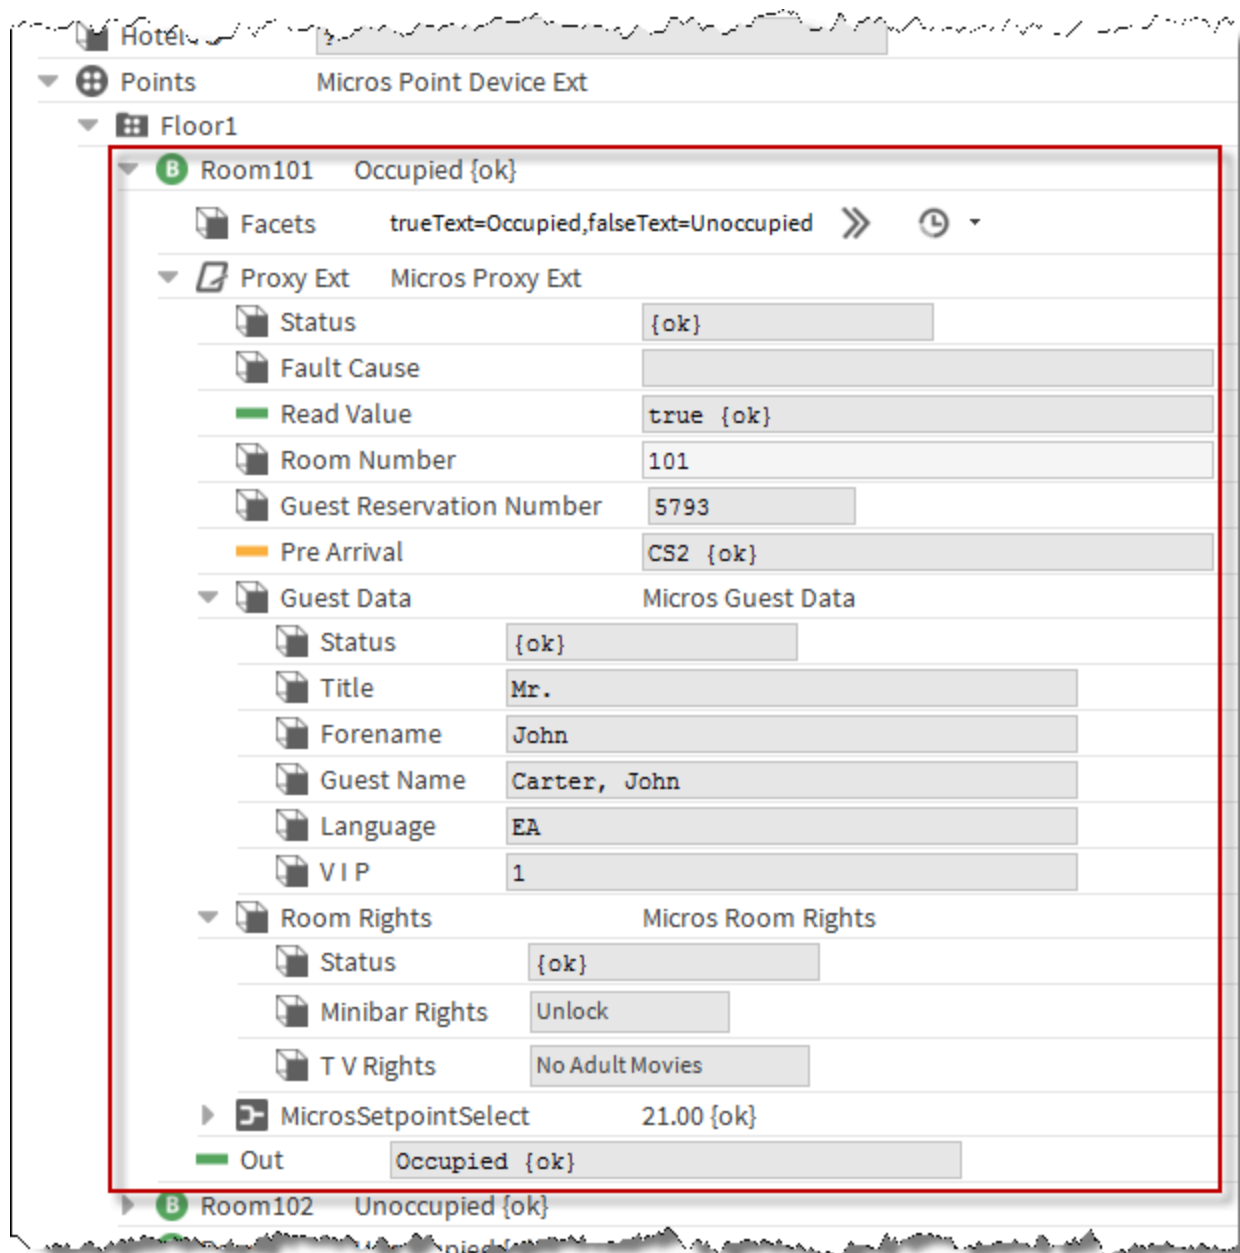 Hotel
Points Micros Point Device Ext
Floor1
B Room101 Occupied {ok}
Facets trueText=Occupied,falseText=Unoccupied
Proxy Ext Micros Proxy Ext
Status {ok}
Fault Cause
Read Value true {ok}
Room Number 101
Guest Reservation Number 5793
Pre Arrival CS2 {ok}
Guest Data Micros Guest Data
Status {ok}
Title Mr.
Forename John
Guest Name Carter, John
Language EA
V I P 1
Room Rights Micros Room Rights
Status {ok}
Minibar Rights Unlock
T V Rights No Adult Movies
MicrosSetpointSelect 21.00 {ok}
Out Occupied {ok}
B Room102 Unoccupied {ok}